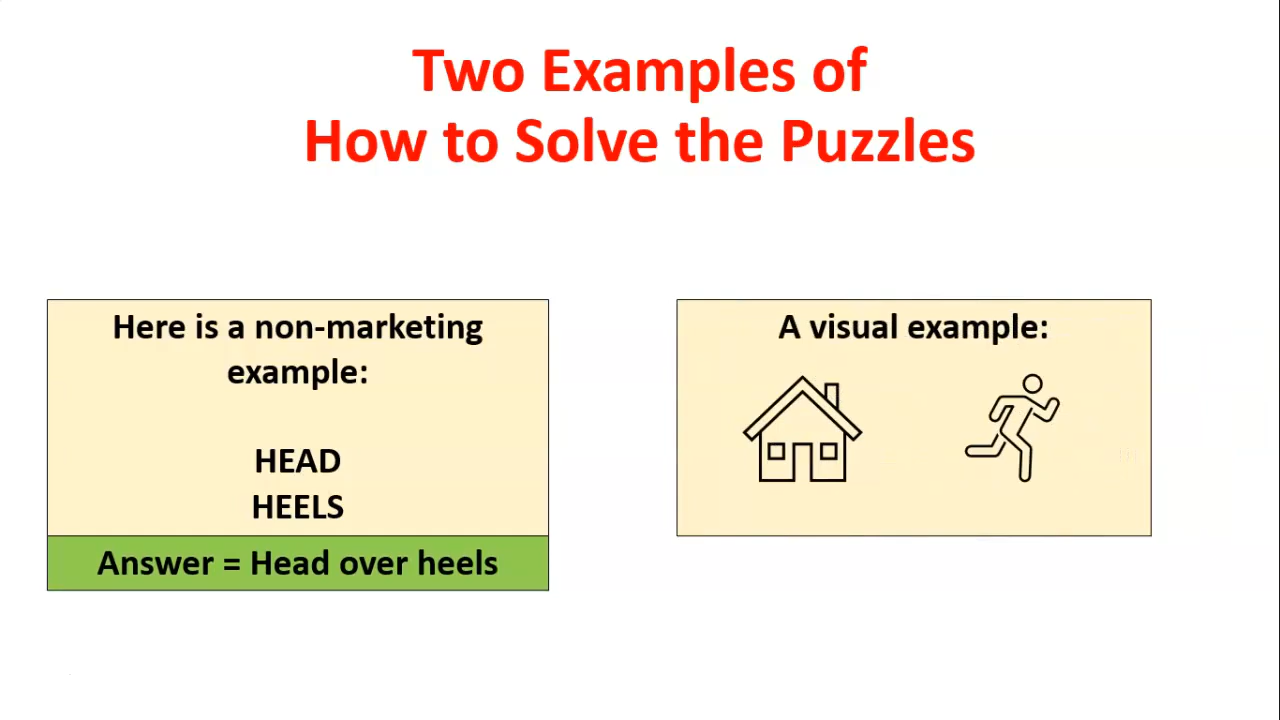 Two Examples of
How to Solve the Puzzles
Here is a non-marketing
example:
HEAD
HEELS
Answer = Head over heels
A visual example: